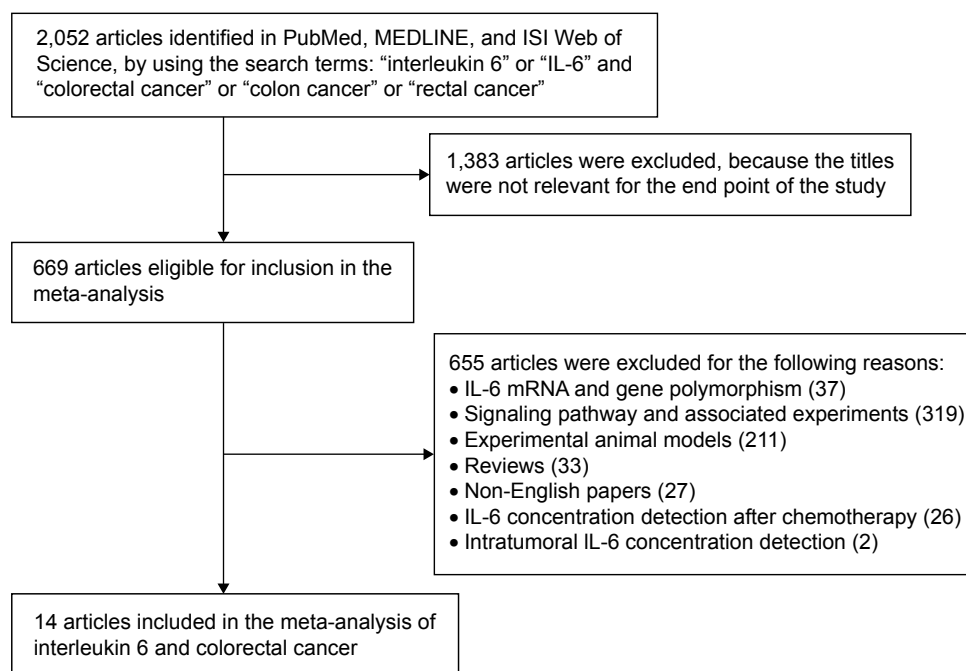 2,052 articles identified in PubMed, MEDLINE, and ISI Web of
Science, by using the search terms: “interleukin 6” or “IL-6” and
“colorectal cancer” or “colon cancer” or “rectal cancer”
1,383 articles were excluded, because the titles
were not relevant for the end point of the study
669 articles eligible for inclusion in the
meta-analysis
655 articles were excluded for the following reasons:
• IL-6 mRNA and gene polymorphism (37)
• Signaling pathway and associated experiments (319)
• Experimental animal models (211)
• Reviews (33)
• Non-English papers (27)
• IL-6 concentration detection after chemotherapy (26)
• Intratumoral IL-6 concentration detection (2)
14 articles included in the meta-analysis of
interleukin 6 and colorectal cancer